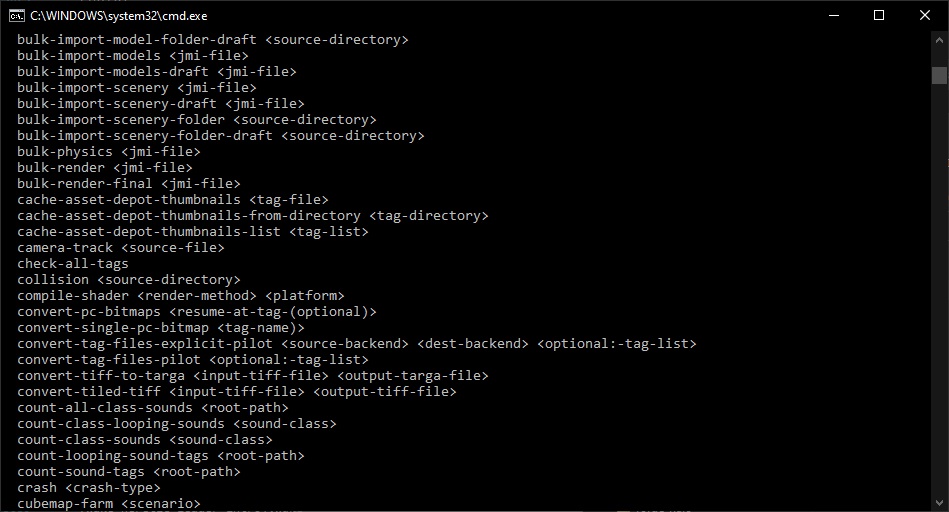 C:\WINDOWS\system32\cmd.exe
bulk-import-model-folder-draft <source-directory>
bulk-import-models <jmi-file>
bulk-import-models-draft <jmi-file>
bulk-import-scenery <jmi-file>
bulk-import-scenery-draft <jmi-file>
bulk-import-scenery-folder <source-directory>
bulk-import-scenery-folder-draft <source-directory>
bulk-physics <jmi-file>
bulk-render <jmi-file>
bulk-render-final <jmi-file>
cache-asset-depot-thumbnails <tag-file>
cache-asset-depot-thumbnails-from-directory <tag-directory>
cache-asset-depot-thumbnails-list <tag-list>
camera-track <source-file>
check-all-tags
collision <source-directory>
compile-shader <render-method> <platform>
convert-pc-bitmaps <resume-at-tag-(optional)>
convert-single-pc-bitmap <tag-name)>
convert-tag-files-explicit-pilot <source-backend> <dest-backend> <optional:-tag-list>
convert-tag-files-pilot <optional:-tag-list>
convert-tiff-to-targa <input-tiff-file> <output-targa-file>
convert-tiled-tiff <input-tiff-file> <output-tiff-file>
count-all-class-sounds <root-path>
count-class-looping-sounds <sound-class>
count-class-sounds <sound-class>
count-looping-sound-tags <root-path>
count-sound-tags <root-path>
crash <crash-type>
cubemap-farm <scenario>